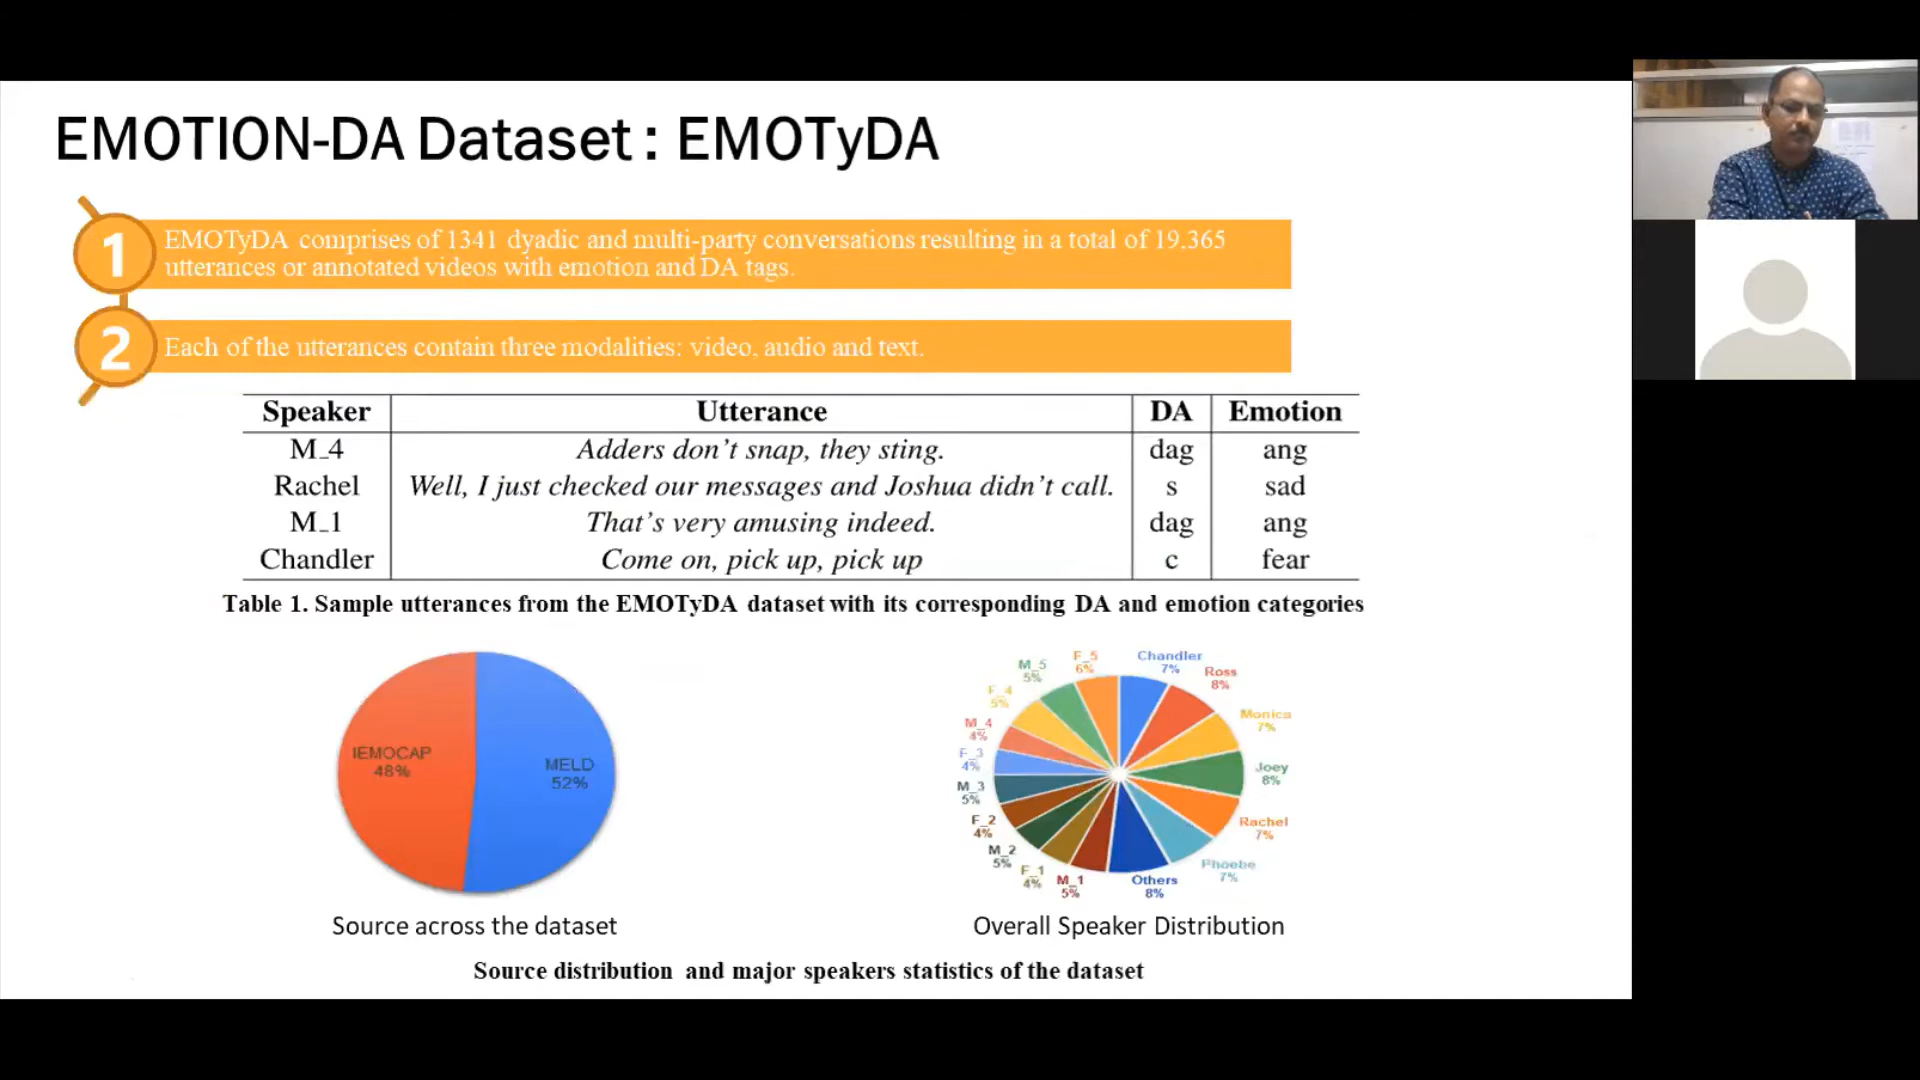 EMOTION-DA Dataset : EMOTyDA
1
EMOTyDA comprises of 1341 dyadic and multi-party conversations resulting in a total of 19,365
utterances or annotated videos with emotion and DA tags.
2
Each of the utterances contain three modalities: video, audio and text.
Speaker Utterance DA Emotion
M_4 Adders don't snap, they sting. dag ang
Rachel Well, I just checked our messages and Joshua didn't call. s sad
M_1 That's very amusing indeed. dag ang
Chandler Come on, pick up, pick up c fear
Table 1. Sample utterances from the EMOTyDA dataset with its corresponding DA and emotion categories
IEMOCAP
48%
MELD
52%
Source across the dataset
Chandler
7%
Ross
8%
Monica
7%
Joey
8%
Rachel
7%
Phoebe
7%
Others
8%
M_1
5%
F_1
4%
M_2
5%
F_2
4%
M_3
5%
F_3
4%
M_4
4%
F_4
5%
M_5
5%
F_5
6%
Overall Speaker Distribution
Source distribution and major speakers statistics of the dataset